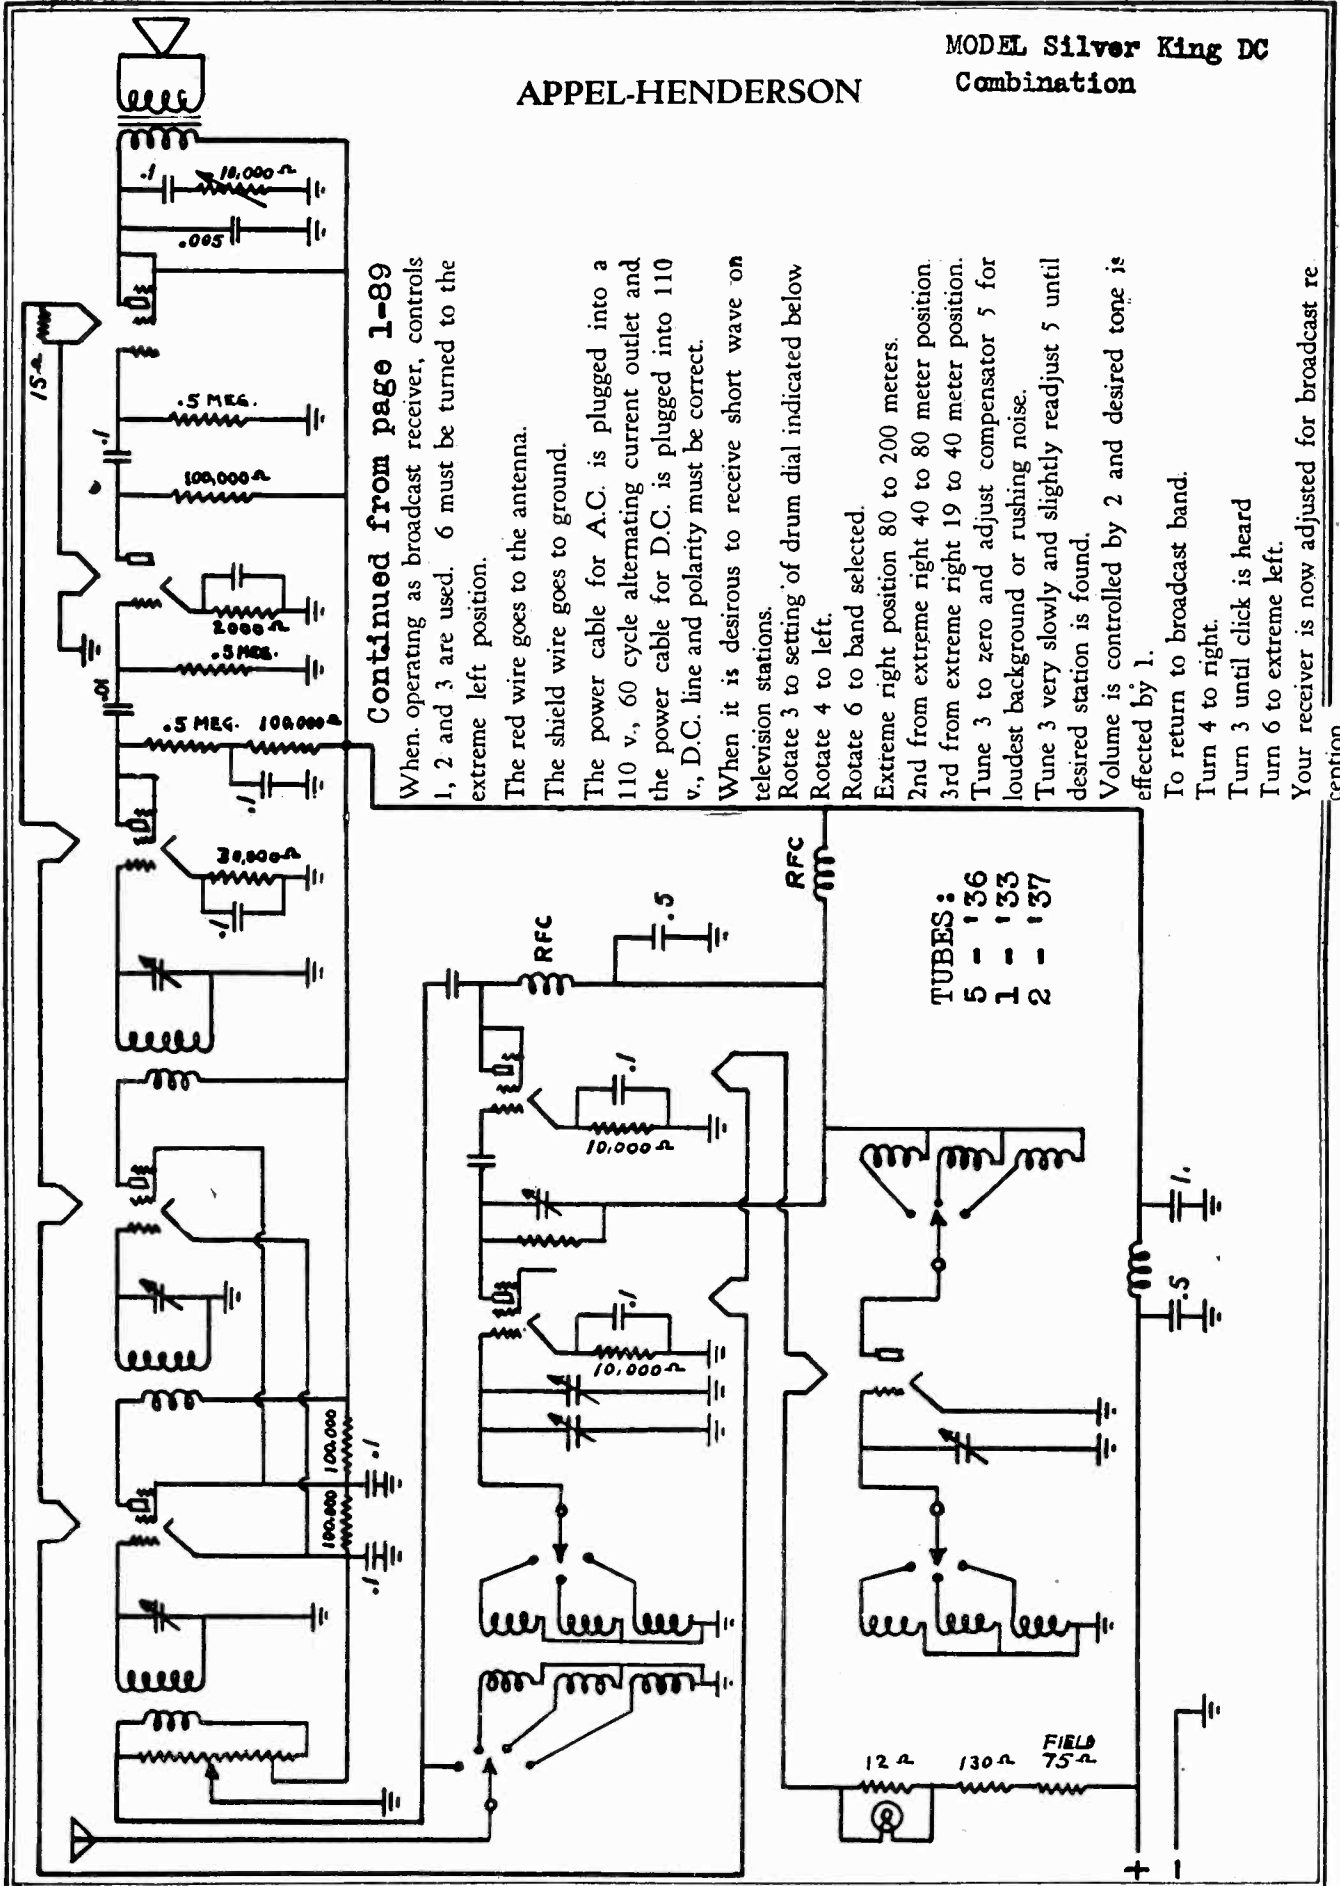 MODEL Silver King DC
Combination
APPEL-HENDERSON
Continued from page 1-89
When operating as broadcast receiver, controls
1, 2 and 3 are used. 6 must be turned to the
extreme left position.
The red wire goes to the antenna.
The shield wire goes to ground.
The power cable for A.C. is plugged into a
110 v., 60 cycle alternating current outlet and
the power cable for D.C. is plugged into 110
v., D.C. line and polarity must be correct.
When it is desirous to receive short wave on
television stations.
Rotate 3 to setting of drum dial indicated below
Rotate 4 to left.
Rotate 6 to band selected.
Extreme right position 80 to 200 meters.
2nd from extreme right 40 to 80 meter position.
3rd from extreme right 19 to 40 meter position.
Tune 3 to zero and adjust compensator 5 for
loudest background or rushing noise.
Tune 3 very slowly and slightly readjust 5 until
desired station is found.
Volume is controlled by 2 and desired tone is
effected by 1.
To return to broadcast band.
Turn 4 to right.
Turn 3 until click is heard
Turn 6 to extreme left.
Your receiver is now adjusted for broadcast re
ception
TUBES:
5 - '36
1 - '33
2 - '37
.1
10,000 Ω
.005
15 Ω
.5 MEG.
.1
100,000 Ω
2000 Ω
.5 MEG.
.01
.5 MEG.
100,000 Ω
.1
.1
100,000
.1
100,000
.1
RFC
.5
RFC
.1
10,000 Ω
.1
10,000 Ω
1.
.5
12 Ω
130 Ω
FIELD
75 Ω
+
-